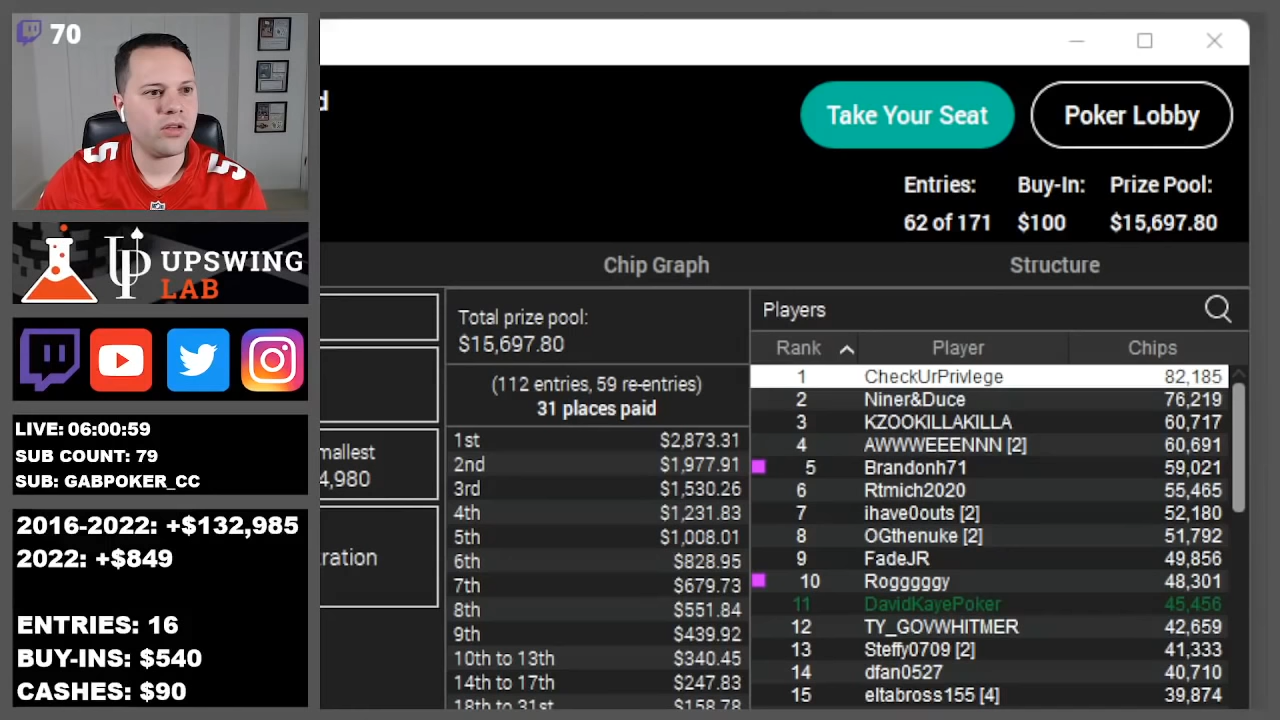 70
d
Take Your Seat
Poker Lobby
Entries: Buy-In: Prize Pool:
62 of 171 $100 $15,697.80
Chip Graph
Structure
UPSWING
LAB
LIVE: 06:00:59
SUB COUNT: 79
SUB: GABPOKER_CC
2016-2022: +$132,985
2022: +$849
ENTRIES: 16
BUY-INS: $540
CASHES: $90
mallest
4,980
ration
Total prize pool:
$15,697.80
(112 entries, 59 re-entries)
31 places paid
1st $2,873.31
2nd $1,977.91
3rd $1,530.26
4th $1,231.83
5th $1,008.01
6th $828.95
7th $679.73
8th $551.84
9th $439.92
10th to 13th $340.45
14th to 17th $247.83
18th to 31st $158.78
Players
Rank Player Chips
1 CheckUrPrivlege 82,185
2 Niner&Duce 76,219
3 KZOOKILLAKILLA 60,717
4 AWWWEEENNN [2] 60,691
5 Brandonh71 59,021
6 Rtmich2020 55,465
7 ihave0outs [2] 52,180
8 OGthenuke [2] 51,792
9 FadeJR 49,856
10 Rogggggy 48,301
11 DavidKayePoker 45,456
12 TY_GOVWHITMER 42,659
13 Steffy0709 [2] 41,333
14 dfan0527 40,710
15 eltabross155 [4] 39,874